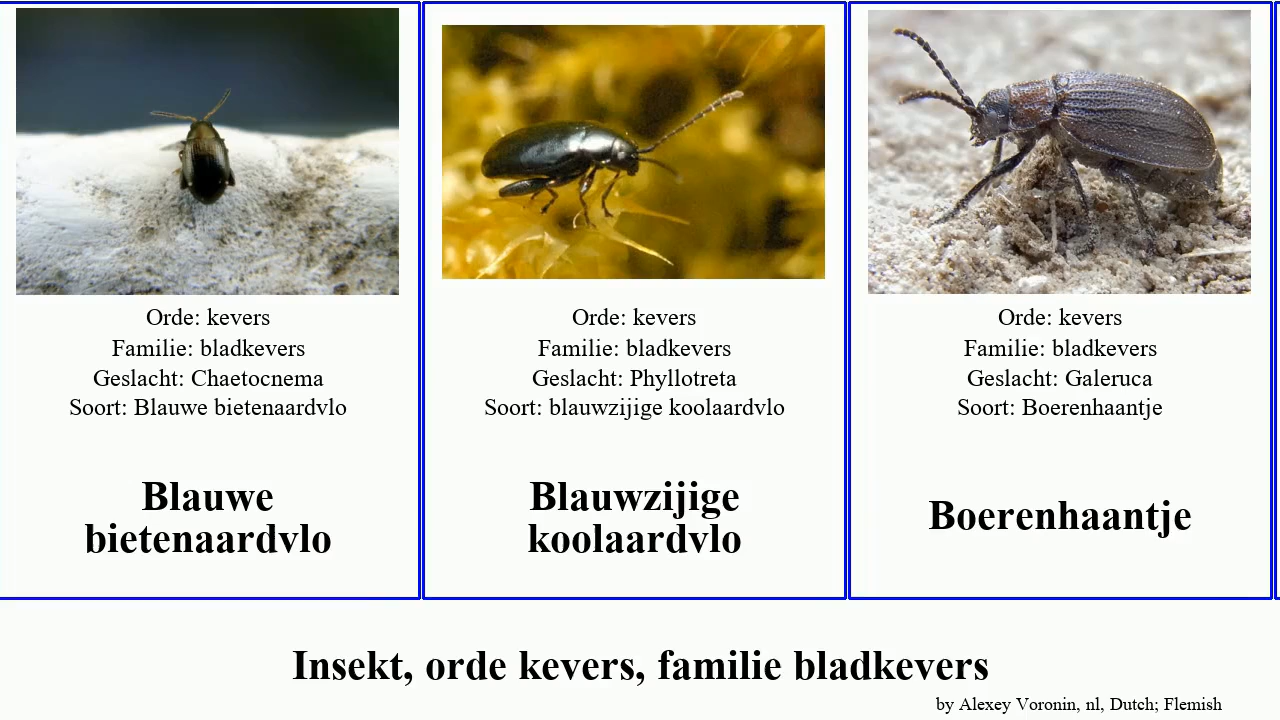 Orde: kevers
Familie: bladkevers
Geslacht: Chaetocnema
Soort: Blauwe bietenaardvlo
Blauwe
bietenaardvlo
Orde: kevers
Familie: bladkevers
Geslacht: Phyllotreta
Soort: blauwzijige koolaardvlo
Blauwzijige
koolaardvlo
Orde: kevers
Familie: bladkevers
Geslacht: Galeruca
Soort: Boerenhaantje
Boerenhaantje
Insekt, orde kevers, familie bladkevers
by Alexey Voronin, nl, Dutch; Flemish